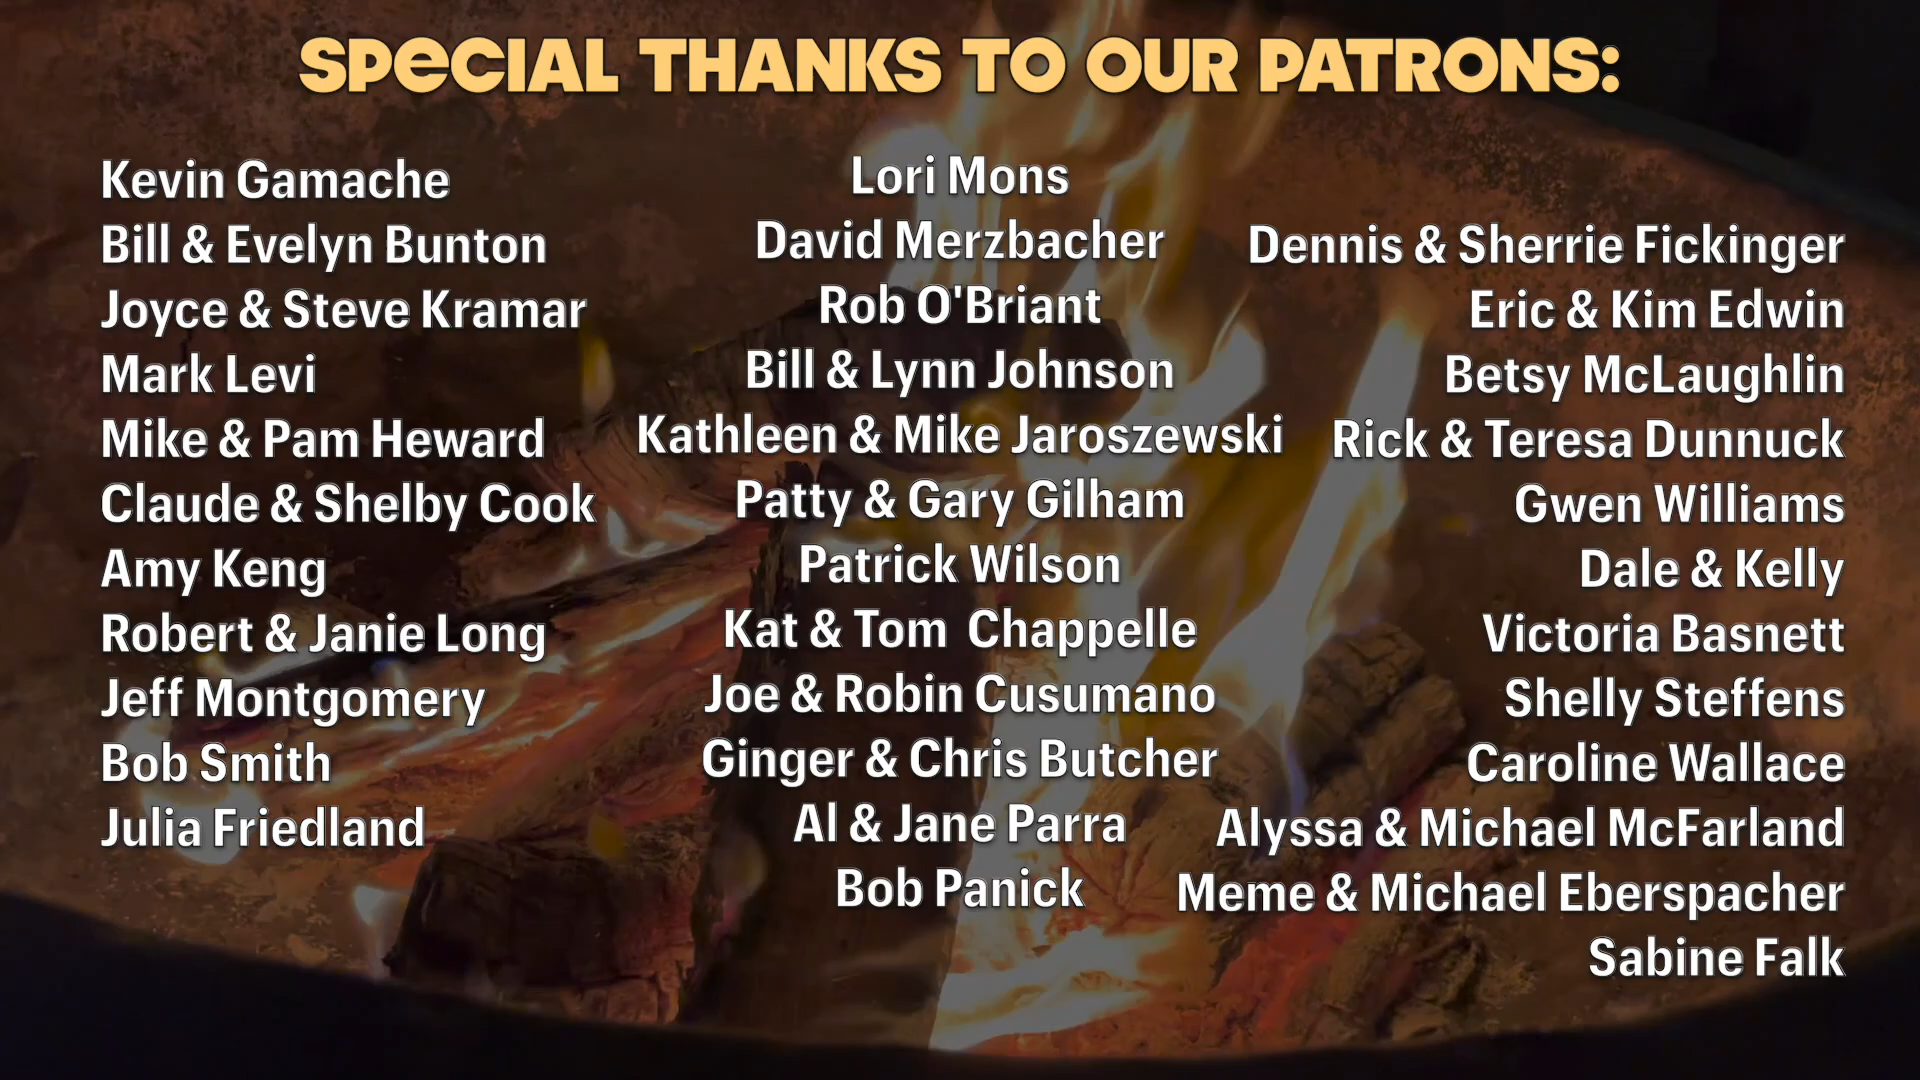 SPECIAL THANKS TO OUR PATRONS:
Kevin Gamache
Bill & Evelyn Bunton
Joyce & Steve Kramar
Mark Levi
Mike & Pam Heward
Claude & Shelby Cook
Amy Keng
Robert & Janie Long
Jeff Montgomery
Bob Smith
Julia Friedland
Lori Mons
David Merzbacher
Rob O'Briant
Bill & Lynn Johnson
Kathleen & Mike Jaroszewski
Patty & Gary Gilham
Patrick Wilson
Kat & Tom  Chappelle
Joe & Robin Cusumano
Ginger & Chris Butcher
Al & Jane Parra
Bob Panick
Dennis & Sherrie Fickinger
Eric & Kim Edwin
Betsy McLaughlin
Rick & Teresa Dunnuck
Gwen Williams
Dale & Kelly
Victoria Basnett
Shelly Steffens
Caroline Wallace
Alyssa & Michael McFarland
Meme & Michael Eberspacher
Sabine Falk